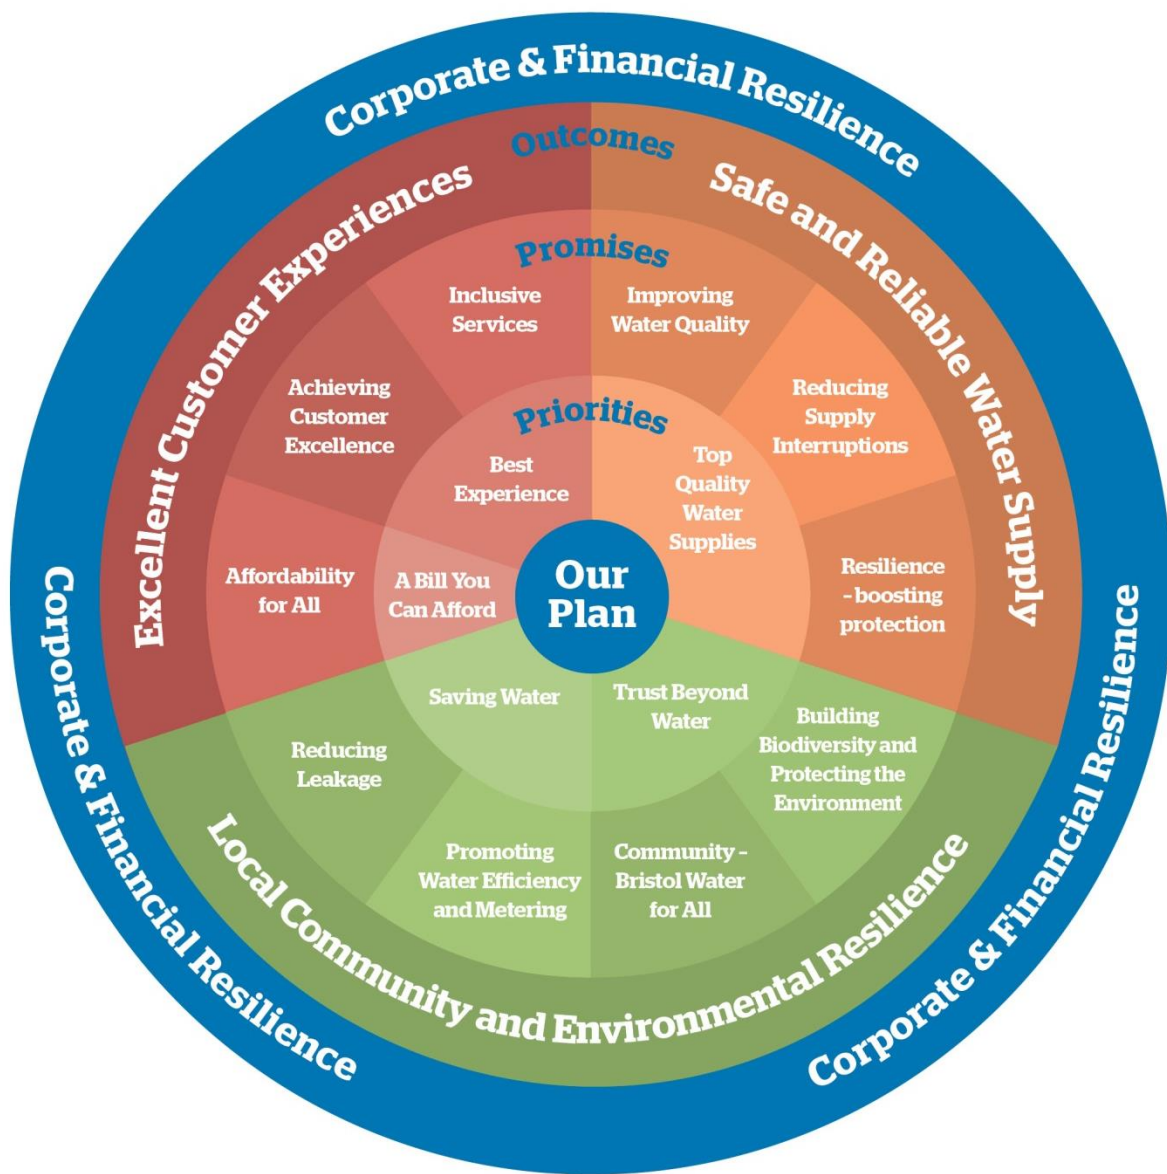 Corporate & Financial Resilience
Outcomes
Excellent Customer Experiences
Safe and Reliable Water Supply
Promises
Inclusive
Services
Improving
Water Quality
Achieving
Customer
Excellence
Reducing
Supply
Interruptions
Priorities
Best
Experience
Top
Quality
Water
Supplies
Affordability
for All
A Bill You
Can Afford
Our
Plan
Resilience
- boosting
protection
Saving Water
Trust Beyond
Water
Reducing
Leakage
Building
Biodiversity and
Protecting the
Environment
Promoting
Water Efficiency
and Metering
Community –
Bristol Water
for All
Local Community and Environmental Resilience
Corporate & Financial Resilience
Corporate & Financial Resilience